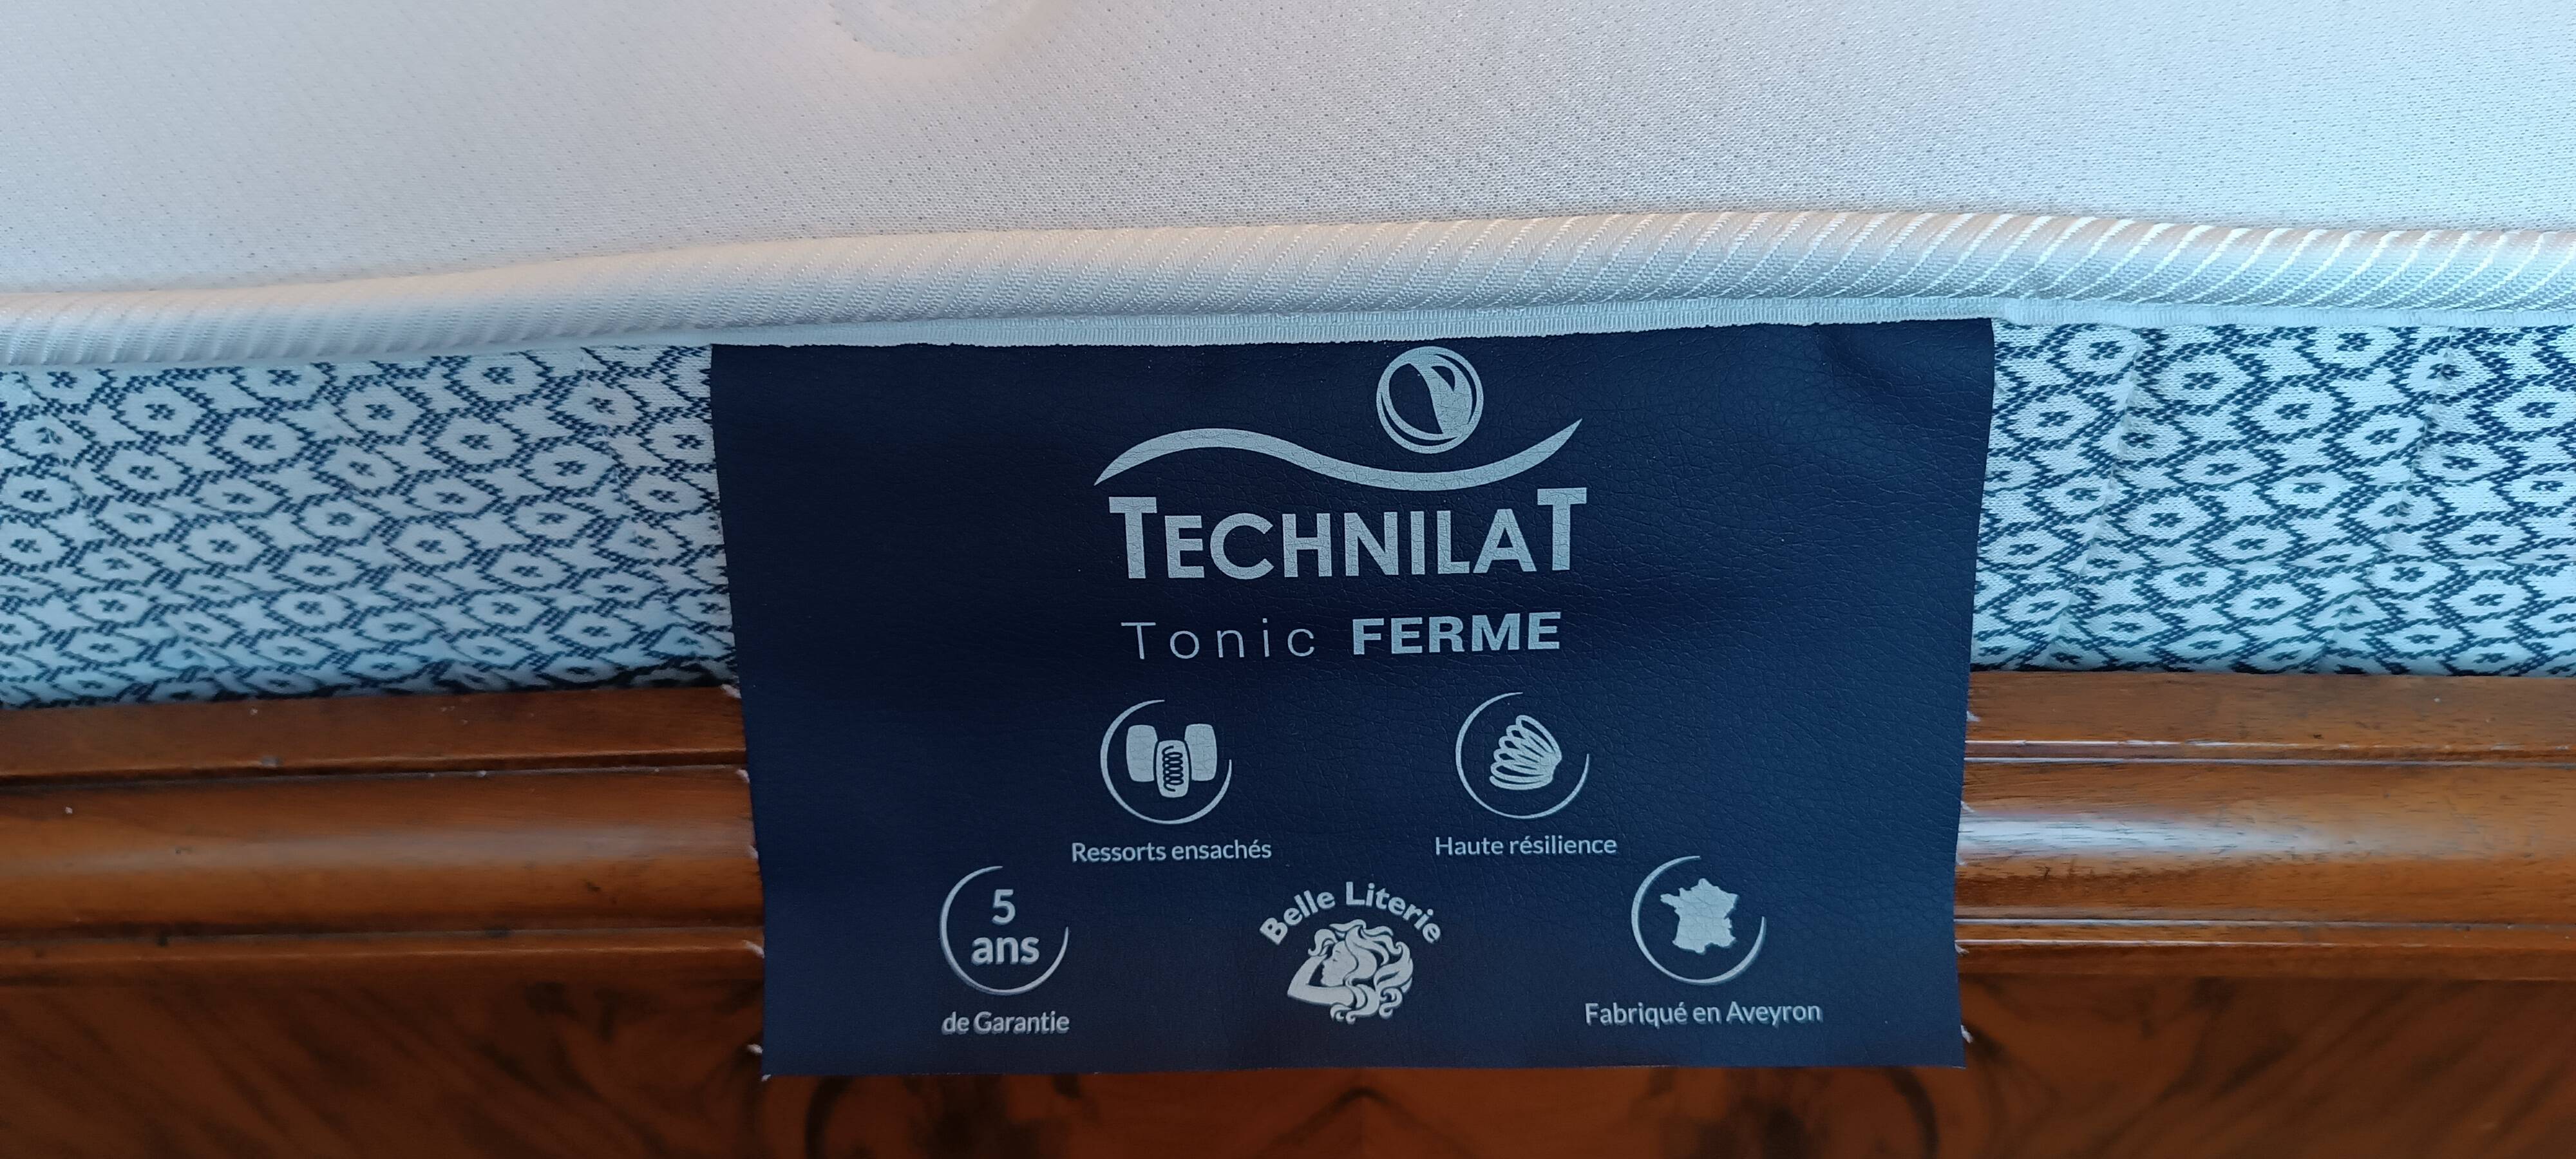 TECHNILAT
Tonic FERME
Ressorts ensachés
Haute résilience
5
ans
de Garantie
Belle Literie
Fabriqué en Aveyron